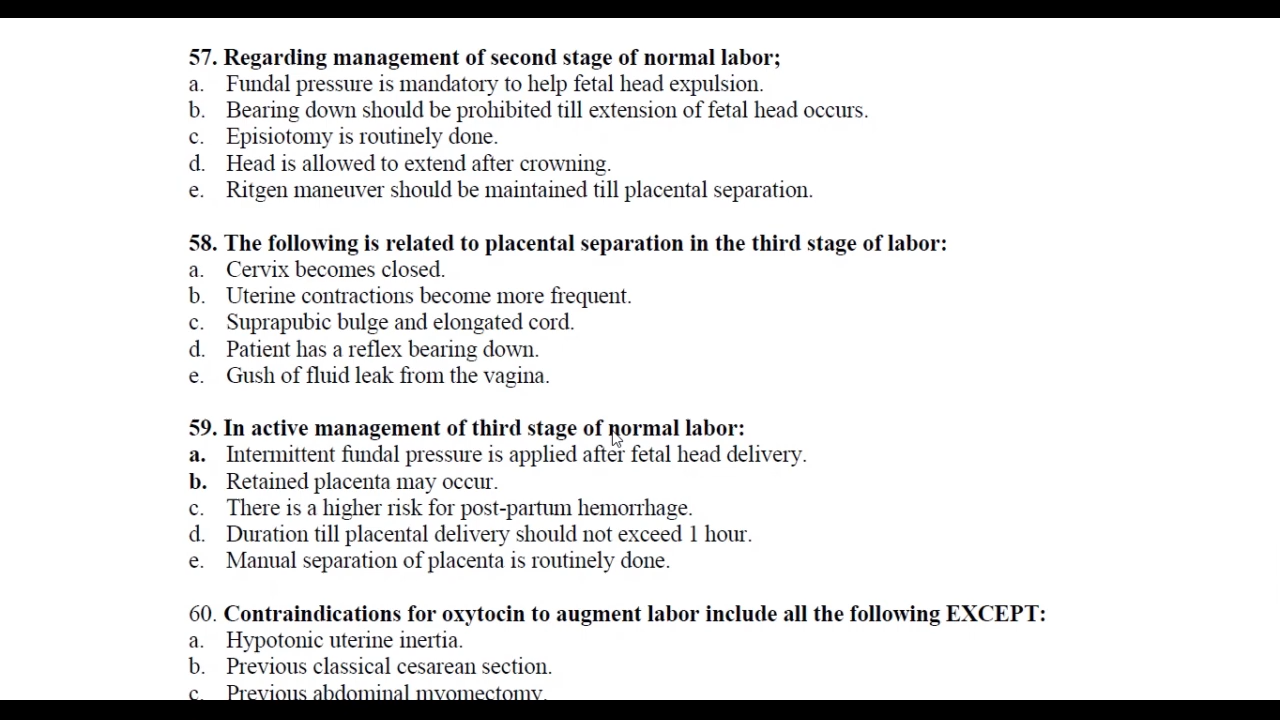 57. Regarding management of second stage of normal labor;
a. Fundal pressure is mandatory to help fetal head expulsion.
b. Bearing down should be prohibited till extension of fetal head occurs.
c. Episiotomy is routinely done.
d. Head is allowed to extend after crowning.
e. Ritgen maneuver should be maintained till placental separation.
58. The following is related to placental separation in the third stage of labor:
a. Cervix becomes closed.
b. Uterine contractions become more frequent.
c. Suprapubic bulge and elongated cord.
d. Patient has a reflex bearing down.
e. Gush of fluid leak from the vagina.
59. In active management of third stage of normal labor:
a. Intermittent fundal pressure is applied after fetal head delivery.
b. Retained placenta may occur.
c. There is a higher risk for post-partum hemorrhage.
d. Duration till placental delivery should not exceed 1 hour.
e. Manual separation of placenta is routinely done.
60. Contraindications for oxytocin to augment labor include all the following EXCEPT:
a. Hypotonic uterine inertia.
b. Previous classical cesarean section.
c. Previous abdominal myomectomy.